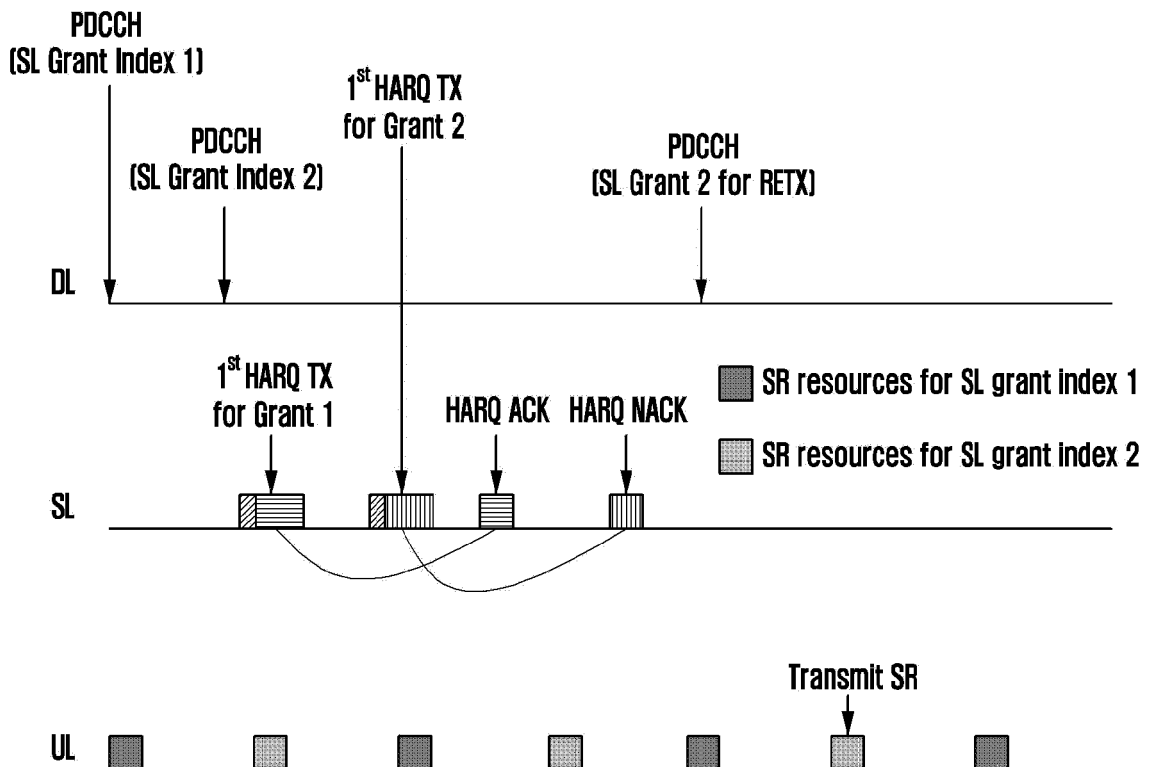 PDCCH
(SL Grant Index 1)
1st HARQ TX
for Grant 2
PDCCH
(SL Grant Index 2)
PDCCH
(SL Grant 2 for RETX)
DL
1st HARQ TX
for Grant 1
HARQ ACK
HARQ NACK
SR resources for SL grant index 1
SR resources for SL grant index 2
SL
Transmit SR
UL